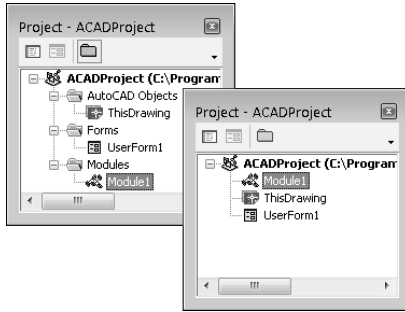 Project - ACADProject
ACADProject (C:\Program
AutoCAD Objects
ThisDrawing
Forms
UserForm1
Modules
Module1
Project - ACADProject
ACADProject (C:\Program
Module1
ThisDrawing
UserForm1